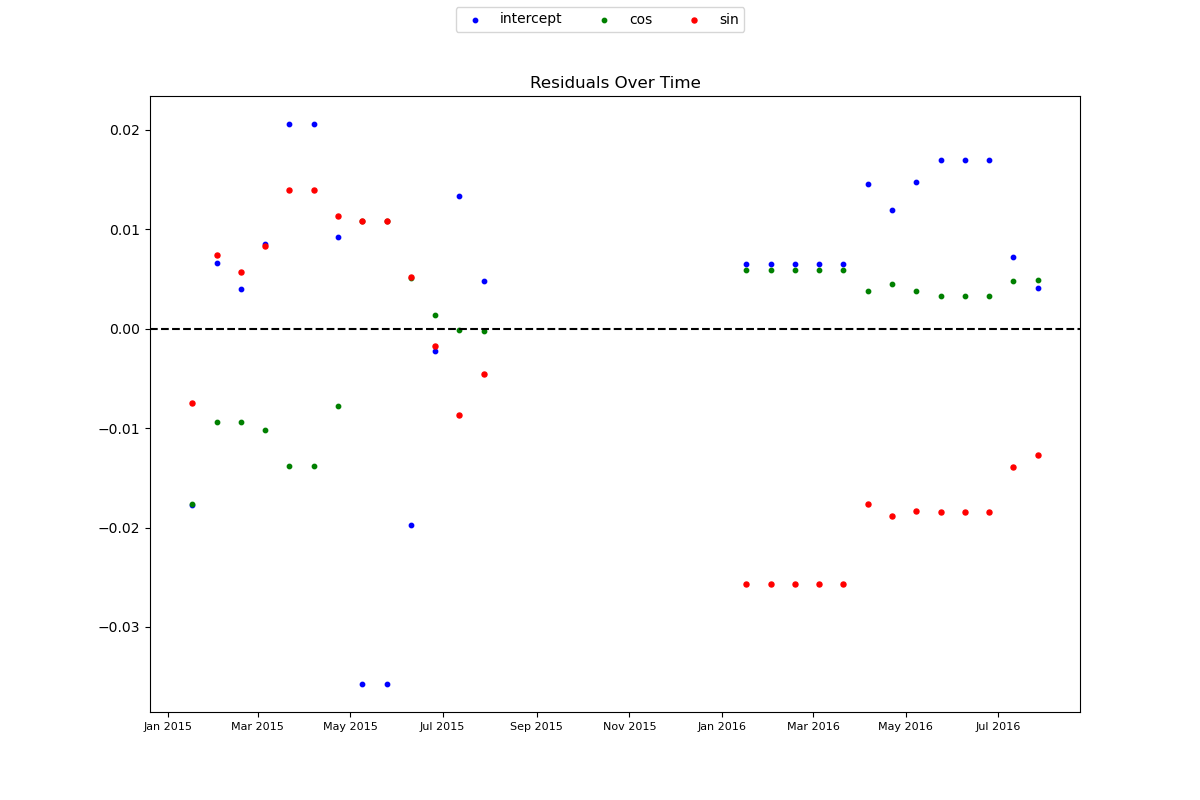 intercept cos sin
Residuals Over Time
0.02
0.01
0.00
−0.01
−0.02
−0.03
Jan 2015 Mar 2015 May 2015 Jul 2015 Sep 2015 Nov 2015 Jan 2016 Mar 2016 May 2016 Jul 2016